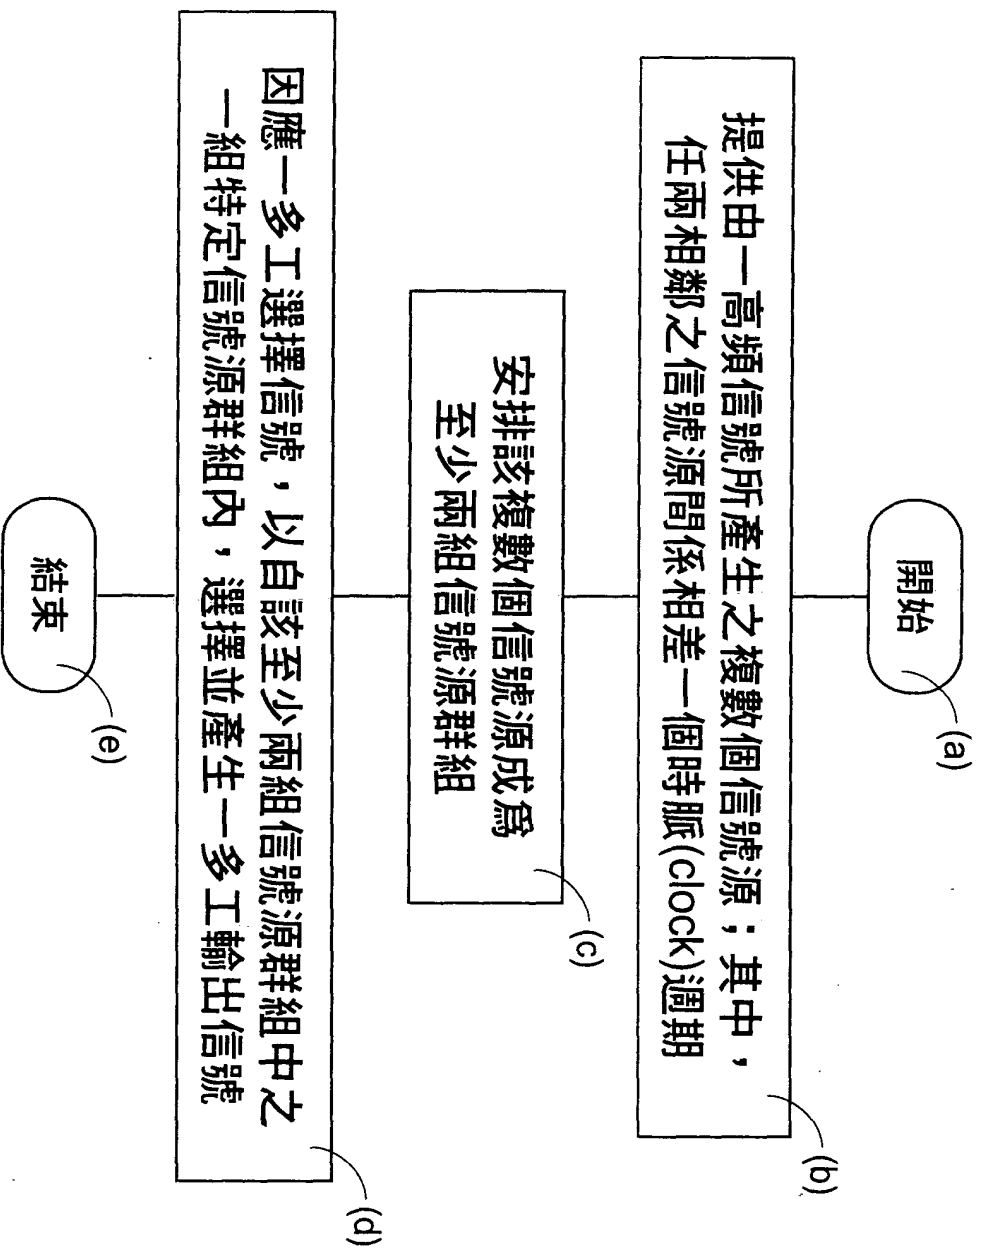 開始
(a)
提供由一高頻信號所產生之複數個信號源；其中，
任兩相鄰之信號源間係相差一個時脈(clock)週期
(b)
安排該複數個信號源成爲
至少兩組信號源群組
(c)
因應一多工選擇信號，以自該至少兩組信號源群組中之
一組特定信號源群組內，選擇並產生一多工輸出信號
(d)
結束
(e)